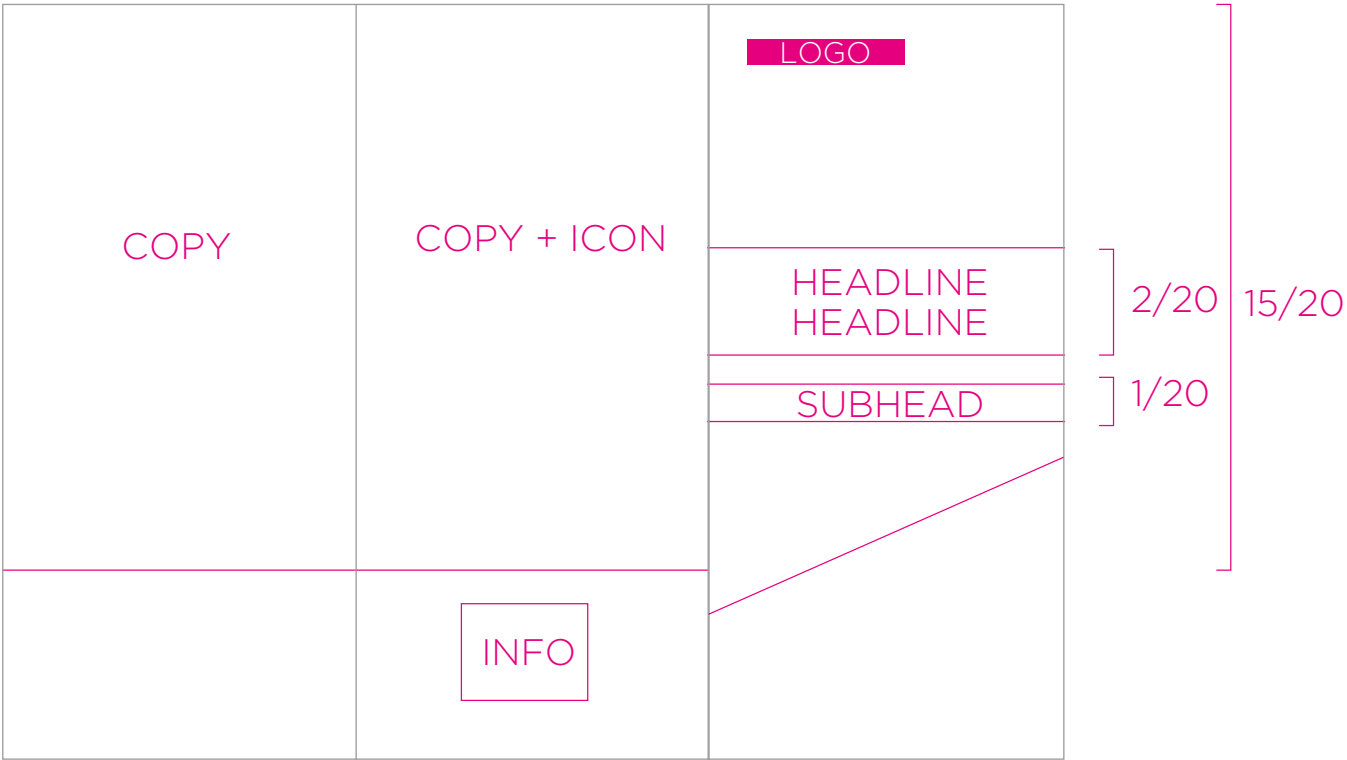 LOGO
COPY
COPY + ICON
HEADLINE
HEADLINE
2/20
15/20
SUBHEAD
1/20
INFO